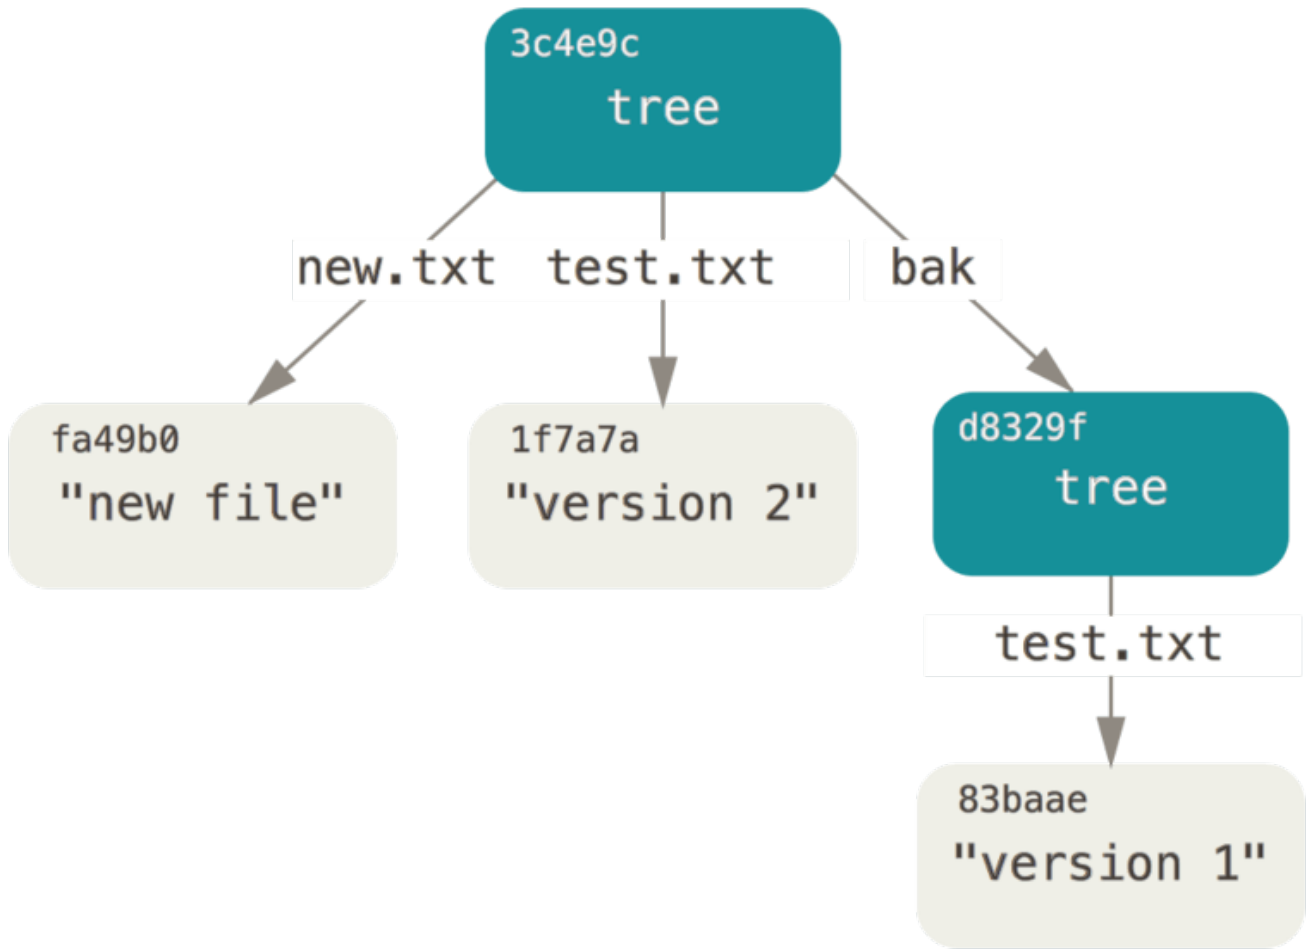 3c4e9c
tree
new.txt
test.txt
bak
fa49b0
"new file"
1f7a7a
"version 2"
d8329f
tree
test.txt
83baae
"version 1"